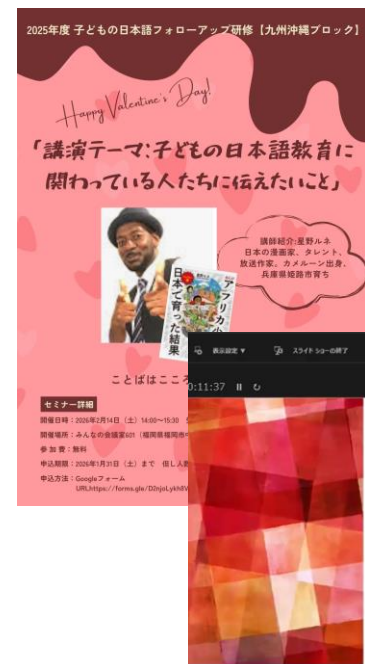 2025年度 子どもの日本語フォローアップ研修【九州沖縄ブロック】
Happy Valentine's Day!
「講演テーマ:子どもの日本語教育に
関わっている人たちに伝えたいこと」
講師紹介:星野ルネ
日本の漫画家、タレント、
放送作家、カメルーン出身、
兵庫県姫路市育ち
アフリカ少
日本で育った結果
ことばはこころ
セミナー詳細
開催日時：2026年2月14日（土）14:00〜15:30
開催場所：みんなの会議室601（福岡県福岡市
参 加 費：無料
申込期限：2026年1月31日（土）まで 但し人数
申込方法：Googleフォーム
URLhttps://forms.gle/
表示設定 ▼
スライド ショーの終了
0:11:37